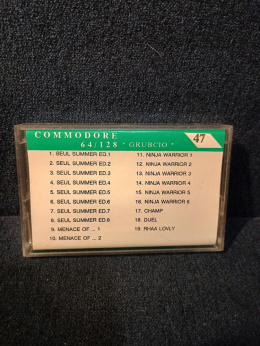 COMMODORE 47
64/128 "GRUBCIO"
1. SEUL SUMMER ED.1
2. SEUL SUMMER ED.2
3. SEUL SUMMER ED.3
4. SEUL SUMMER ED.4
5. SEUL SUMMER ED.5
6. SEUL SUMMER ED.6
7. SEUL SUMMER ED.7
8. SEUL SUMMER ED.8
9. MENACE OF ... 1
10. MENACE OF ... 2
11. NINJA WARRIOR 1
12. NINJA WARRIOR 2
13. NINJA WARRIOR 3
14. NINJA WARRIOR 4
15. NINJA WARRIOR 5
16. NINJA WARRIOR 6
17. CHAMP
18. DUEL
19. RHAA LOVLY